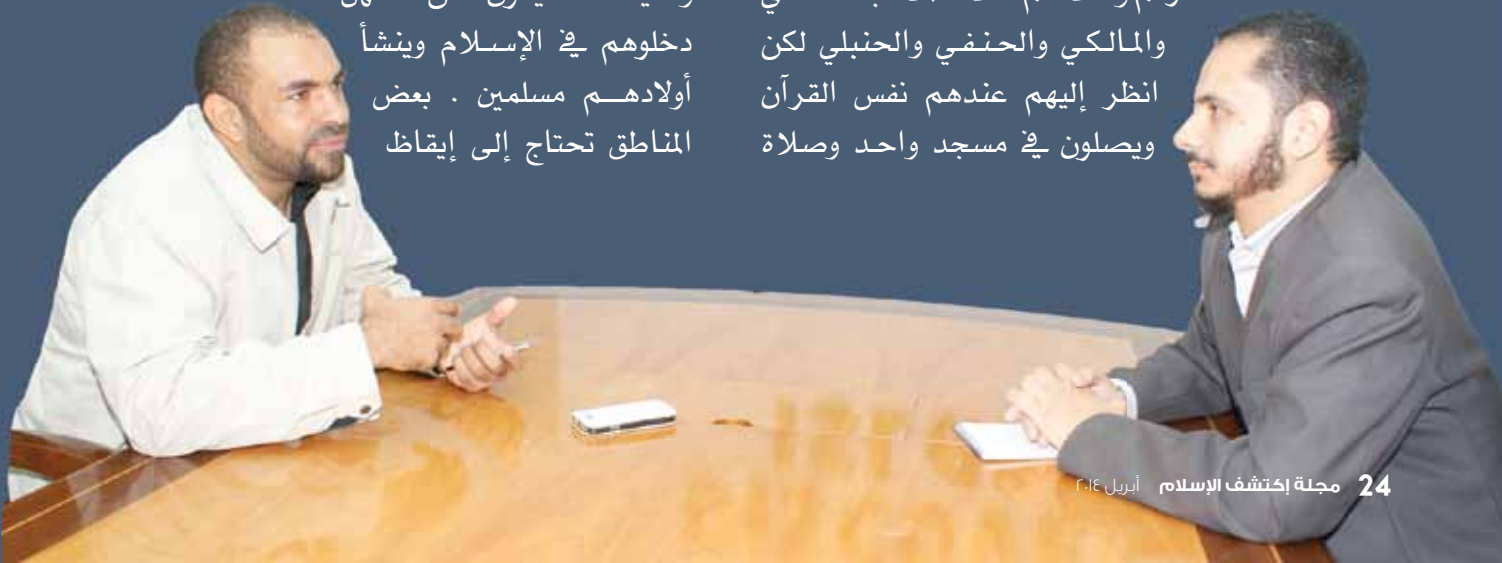 والمالكي والحنفي والحنبلي لكن
انظر إليهم عندهم نفس القرآن
ويصلون في مسجد واحد وصلاة
دخلوهم في الإسلام وينشأ
أولادهم مسلمين . بعض
المناطق تحتاج إلى إيقاظ
24 مجلة إكتشف الإسلام أبريل ٢٠١٤